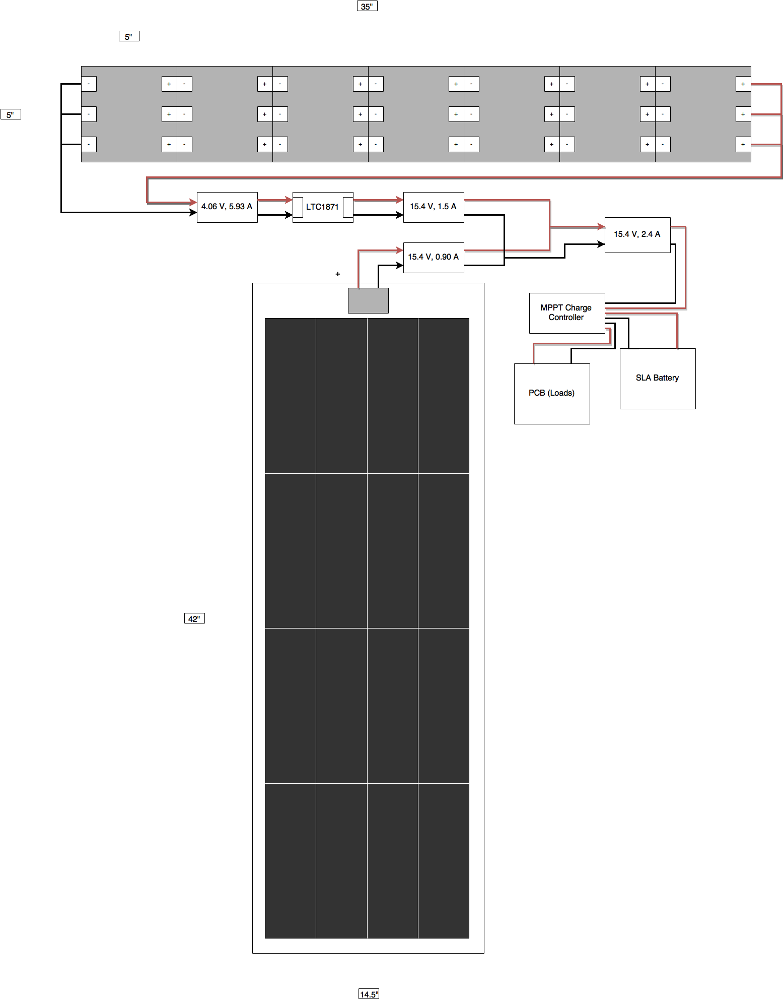 35"
5"
- + - + - + - + - + - + - +
5" - + - + - + - + - + - + - +
- + - + - + - + - + - + - +
4.06 V, 5.93 A
LTC1871
15.4 V, 1.5 A
15.4 V, 2.4 A
15.4 V, 0.90 A
+
MPPT Charge
Controller
SLA Battery
PCB (Loads)
42"
14.5"